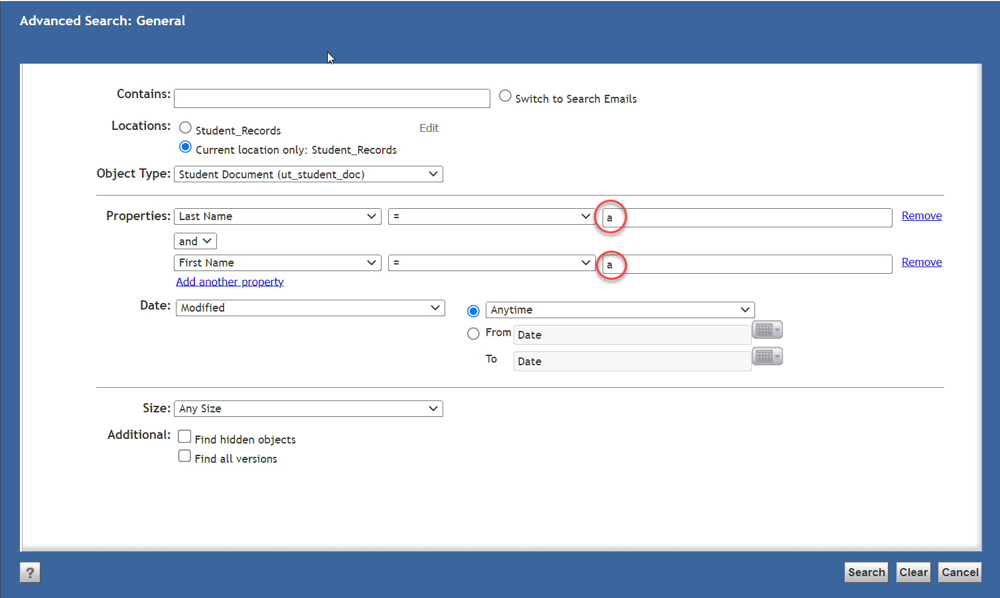 Advanced Search: General
Contains:
Switch to Search Emails
Locations: Student_Records Edit
Current location only: Student_Records
Object Type: Student Document (ut_student_doc)
Properties: Last Name = a Remove
and
First Name = a Remove
Add another property
Date: Modified Anytime
From Date
To Date
Size: Any Size
Additional: Find hidden objects
Find all versions
? Search Clear Cancel